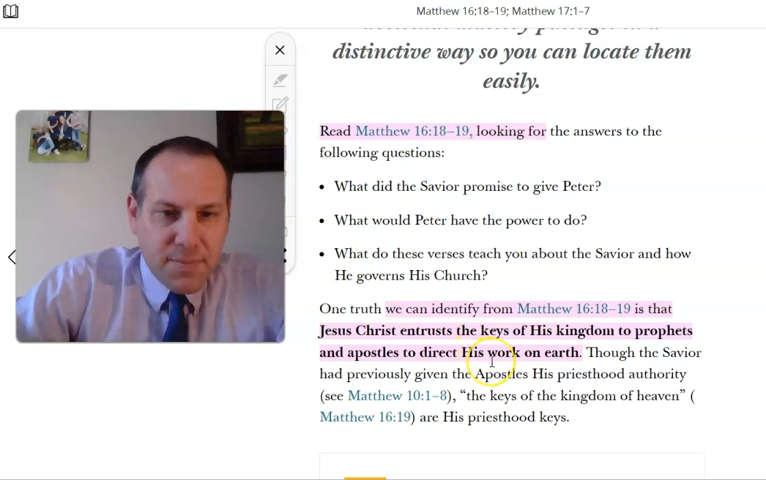 Matthew 16:18–19; Matthew 17:1–7
distinctive way so you can locate them
easily.
Read Matthew 16:18–19, looking for the answers to the
following questions:
• What did the Savior promise to give Peter?
• What would Peter have the power to do?
• What do these verses teach you about the Savior and how
He governs His Church?
One truth we can identify from Matthew 16:18–19 is that
Jesus Christ entrusts the keys of His kingdom to prophets
and apostles to direct His work on earth. Though the Savior
had previously given the Apostles His priesthood authority
(see Matthew 10:1–8), “the keys of the kingdom of heaven” (
Matthew 16:19) are His priesthood keys.